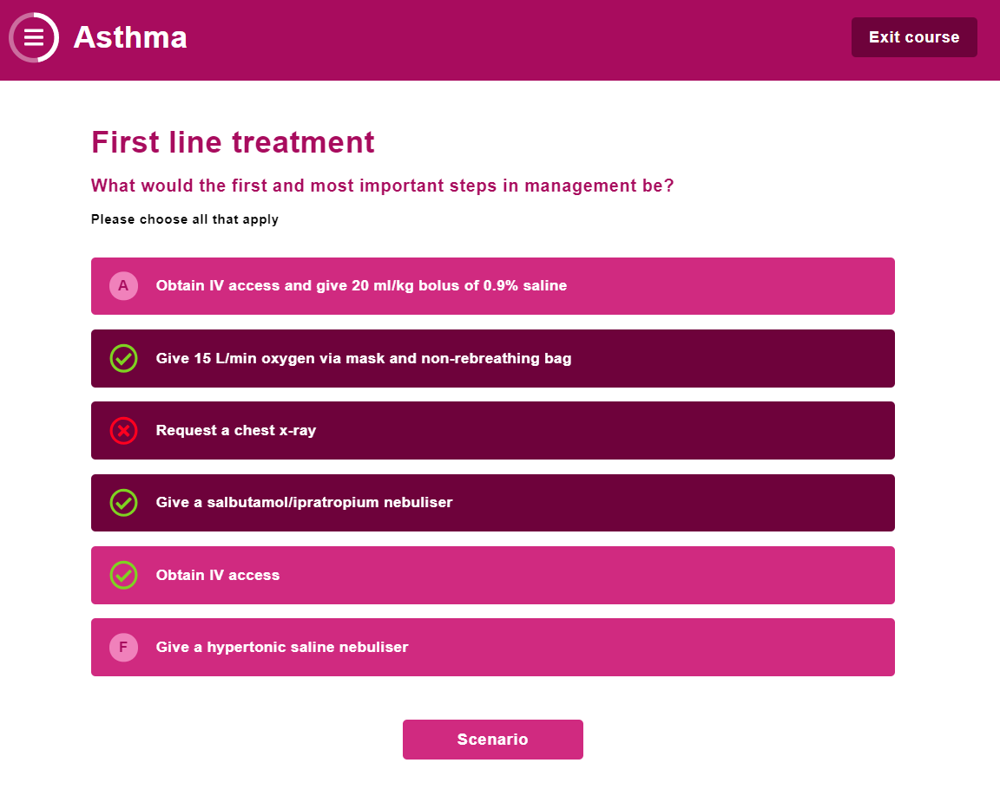 Asthma
Exit course
First line treatment
What would the first and most important steps in management be?
Please choose all that apply
A Obtain IV access and give 20 ml/kg bolus of 0.9% saline
Give 15 L/min oxygen via mask and non-rebreathing bag
Request a chest x-ray
Give a salbutamol/ipratropium nebuliser
Obtain IV access
F Give a hypertonic saline nebuliser
Scenario